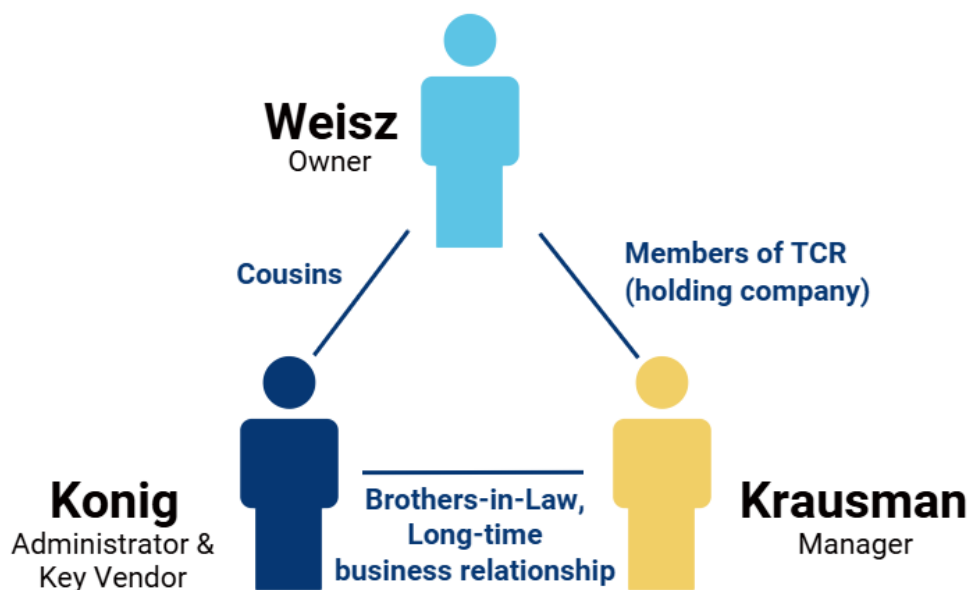 Weisz
Owner
Cousins
Members of TCR
(holding company)
Konig
Administrator &
Key Vendor
Brothers-in-Law,
Long-time
business relationship
Krausman
Manager